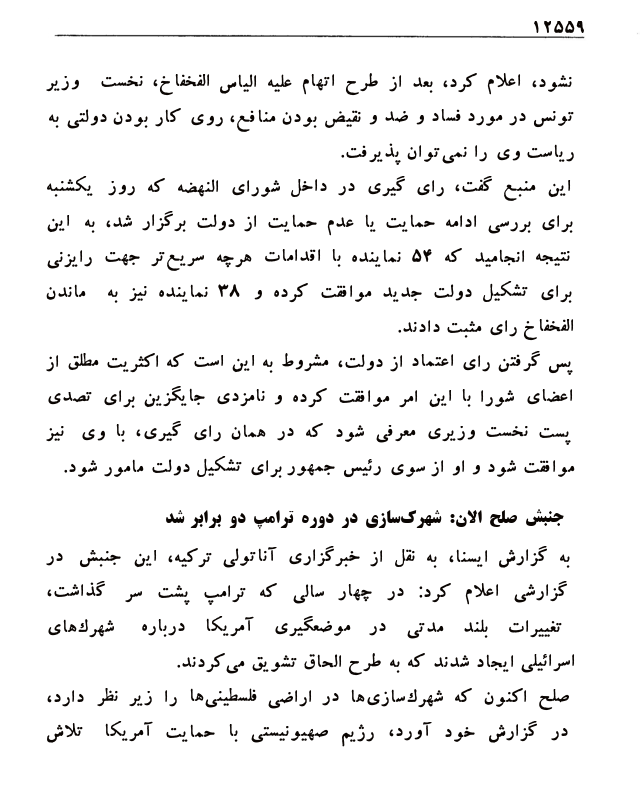 ۱۲۵۵۹
نشود، اعلام کرد، بعد از طرح اتهام علیه الیاس الفخفاخ، نخست وزیر
تونس در مورد فساد و ضد و نقیض بودن منافع، روی کار بودن دولتی به
ریاست وی را نمی‌توان پذیرفت.
این منبع گفت، رای گیری در داخل شورای النهضه که روز یکشنبه
برای بررسی ادامه حمایت یا عدم حمایت از دولت برگزار شد، به این
نتیجه انجامید که ۵۴ نماینده با اقدامات هرچه سریع‌تر جهت رایزنی
برای تشکیل دولت جدید موافقت کرده و ۳۸ نماینده نیز به ماندن
الفخفاخ رای مثبت دادند.
پس گرفتن رای اعتماد از دولت، مشروط به این است که اکثریت مطلق از
اعضای شورا با این امر موافقت کرده و نامزدی جایگزین برای تصدی
پست نخست وزیری معرفی شود که در همان رای گیری، با وی نیز
موافقت شود و او از سوی رئیس جمهور برای تشکیل دولت مامور شود.
جنبش صلح الان: شهرک‌سازی در دوره ترامپ دو برابر شد
به گزارش ایسنا، به نقل از خبرگزاری آناتولی ترکیه، این جنبش در
گزارشی اعلام کرد: در چهار سالی که ترامپ پشت سر گذاشت،
تغییرات بلند مدتی در موضعگیری آمریکا درباره شهرک‌های
اسرائیلی ایجاد شدند که به طرح الحاق تشویق می‌کردند.
صلح اکنون که شهرک‌سازی‌ها در اراضی فلسطینی‌ها را زیر نظر دارد،
در گزارش خود آورد، رژیم صهیونیستی با حمایت آمریکا تلاش